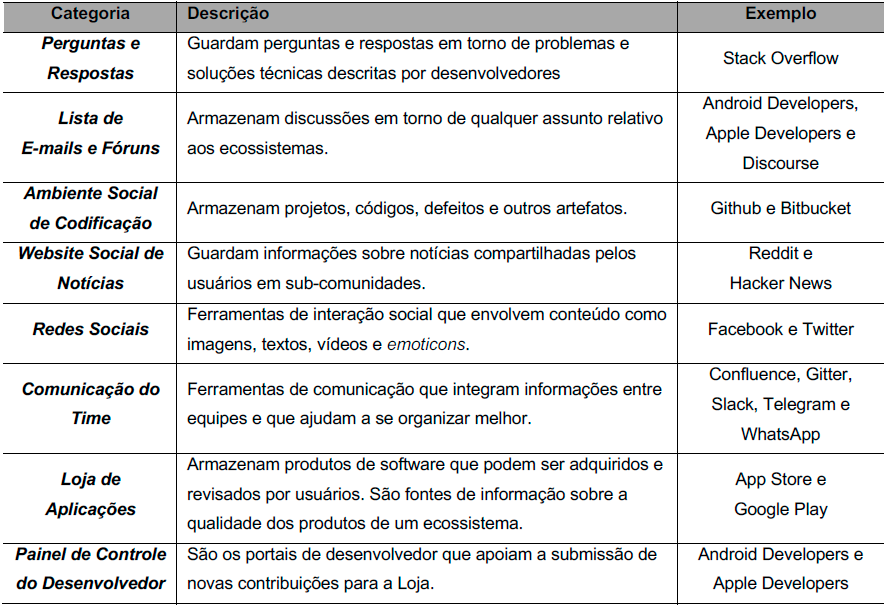 Categoria Descrição Exemplo
Perguntas e
Respostas
Guardam perguntas e respostas em torno de problemas e
soluções técnicas descritas por desenvolvedores
Stack Overflow
Lista de
E-mails e Fóruns
Armazenam discussões em torno de qualquer assunto relativo
aos ecossistemas.
Android Developers,
Apple Developers e
Discourse
Ambiente Social
de Codificação
Armazenam projetos, códigos, defeitos e outros artefatos.
Github e Bitbucket
Website Social de
Notícias
Guardam informações sobre notícias compartilhadas pelos
usuários em sub-comunidades.
Reddit e
Hacker News
Redes Sociais
Ferramentas de interação social que envolvem conteúdo como
imagens, textos, vídeos e emoticons.
Facebook e Twitter
Comunicação do
Time
Ferramentas de comunicação que integram informações entre
equipes e que ajudam a se organizar melhor.
Confluence, Gitter,
Slack, Telegram e
WhatsApp
Loja de
Aplicações
Armazenam produtos de software que podem ser adquiridos e
revisados por usuários. São fontes de informação sobre a
qualidade dos produtos de um ecossistema.
App Store e
Google Play
Painel de Controle
do Desenvolvedor
São os portais de desenvolvedor que apoiam a submissão de
novas contribuições para a Loja.
Android Developers e
Apple Developers